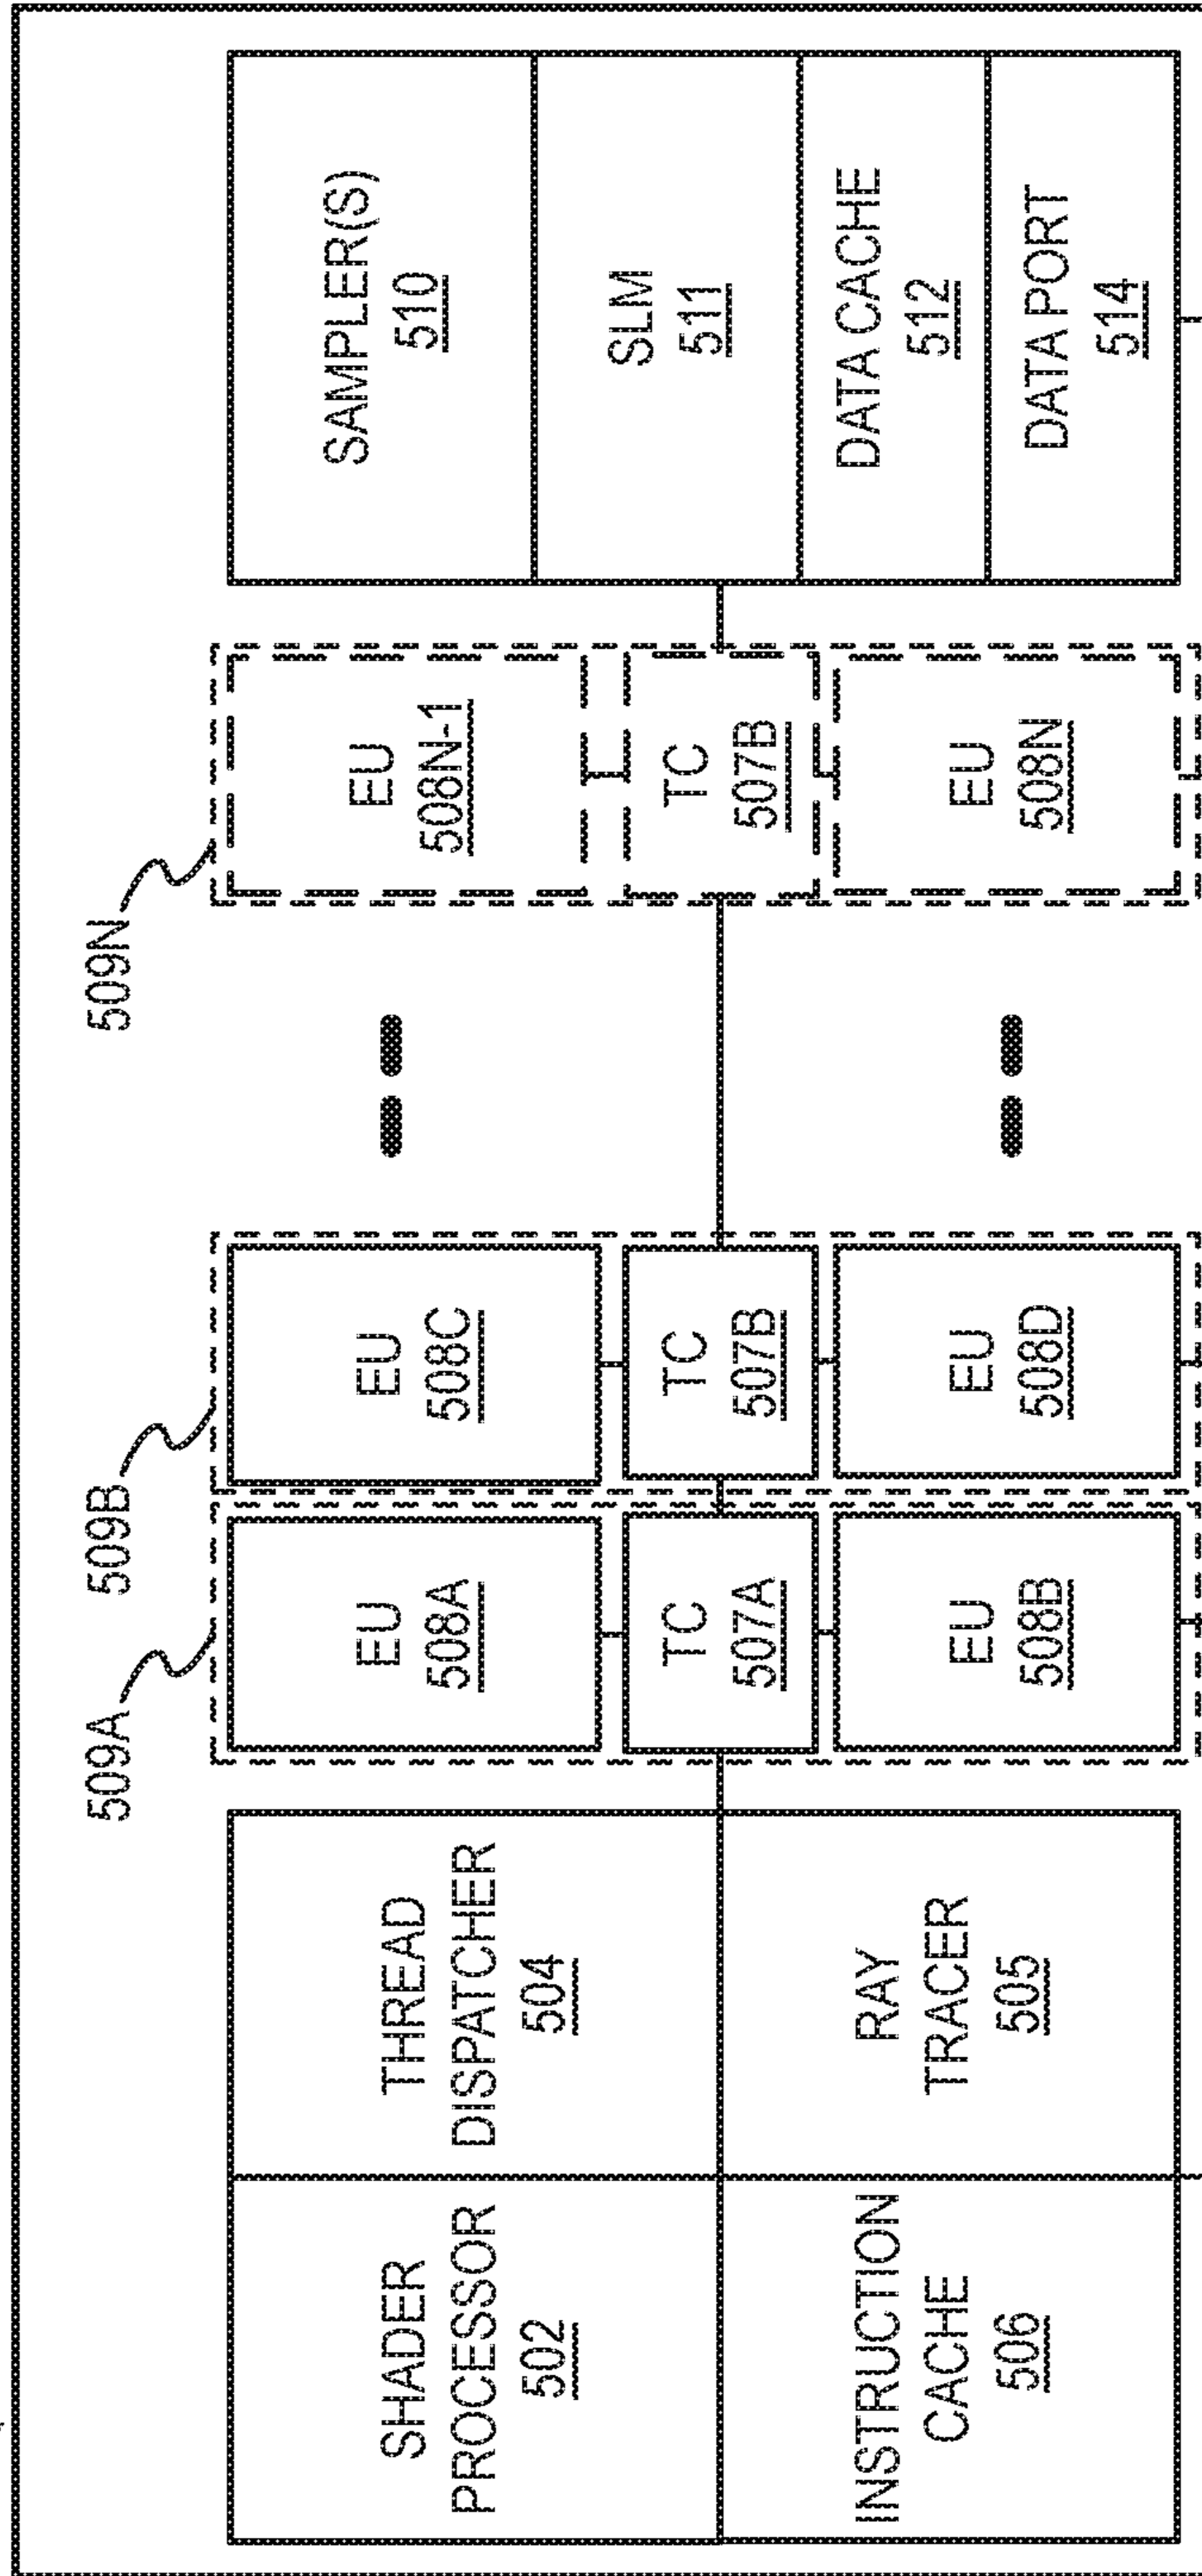 509A
509B
509N
SHADER
PROCESSOR
502
THREAD
DISPATCHER
504
INSTRUCTION
CACHE
506
RAY
TRACER
505
EU
508A
TC
507A
EU
508B
EU
508C
TC
507B
EU
508D
EU
508N-1
TC
507B
EU
508N
SAMPLER(S)
510
SLM
511
DATA CACHE
512
DATA PORT
514